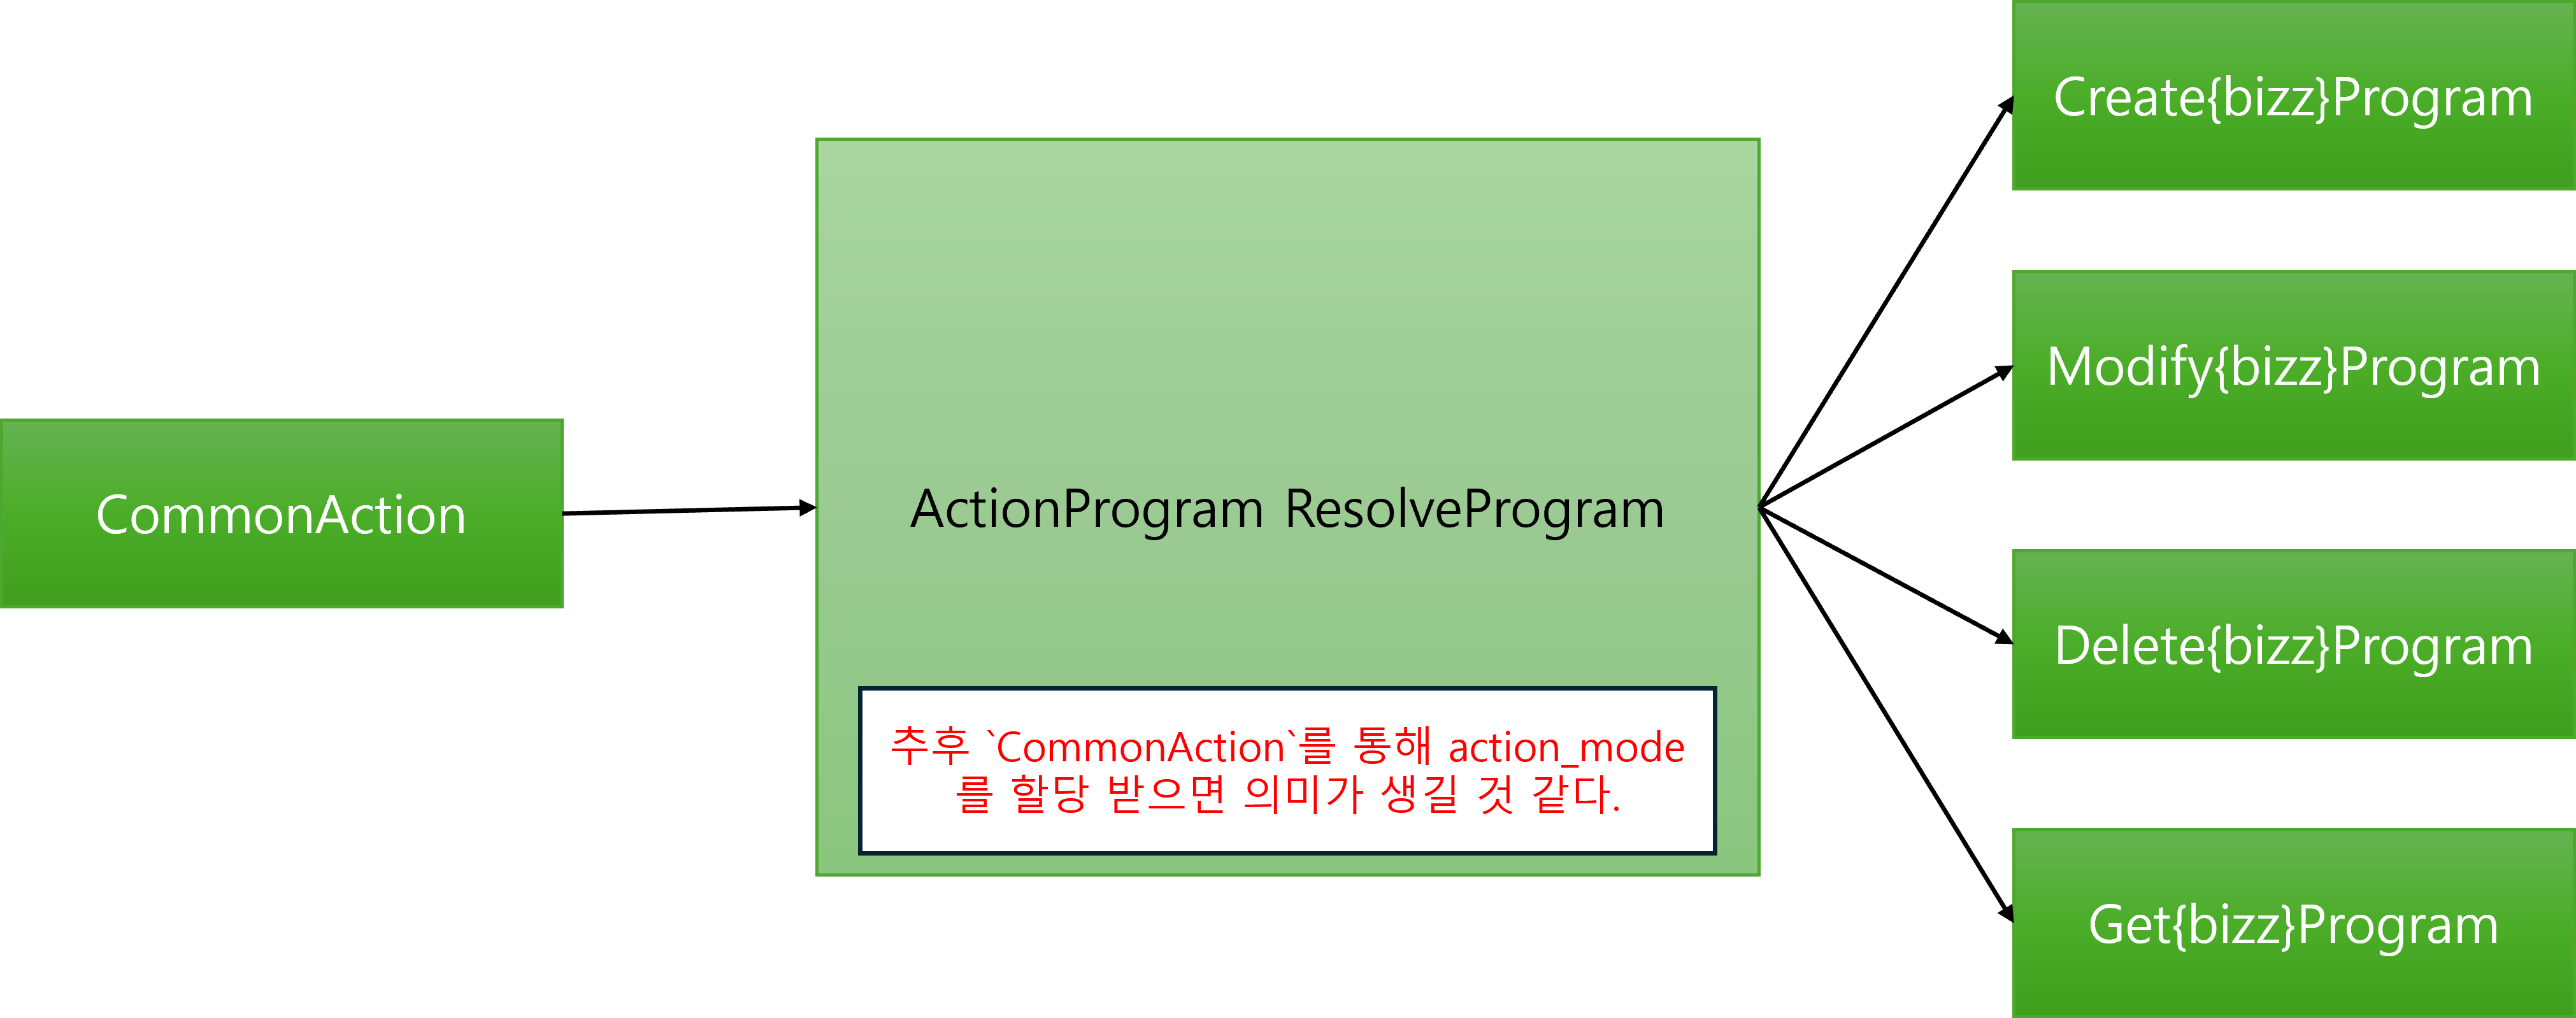 CommonAction
ActionProgram ResolveProgram
추후 `CommonAction`를 통해 action_mode
를 할당 받으면 의미가 생길 것 같다.
Create{bizz}Program
Modify{bizz}Program
Delete{bizz}Program
Get{bizz}Program